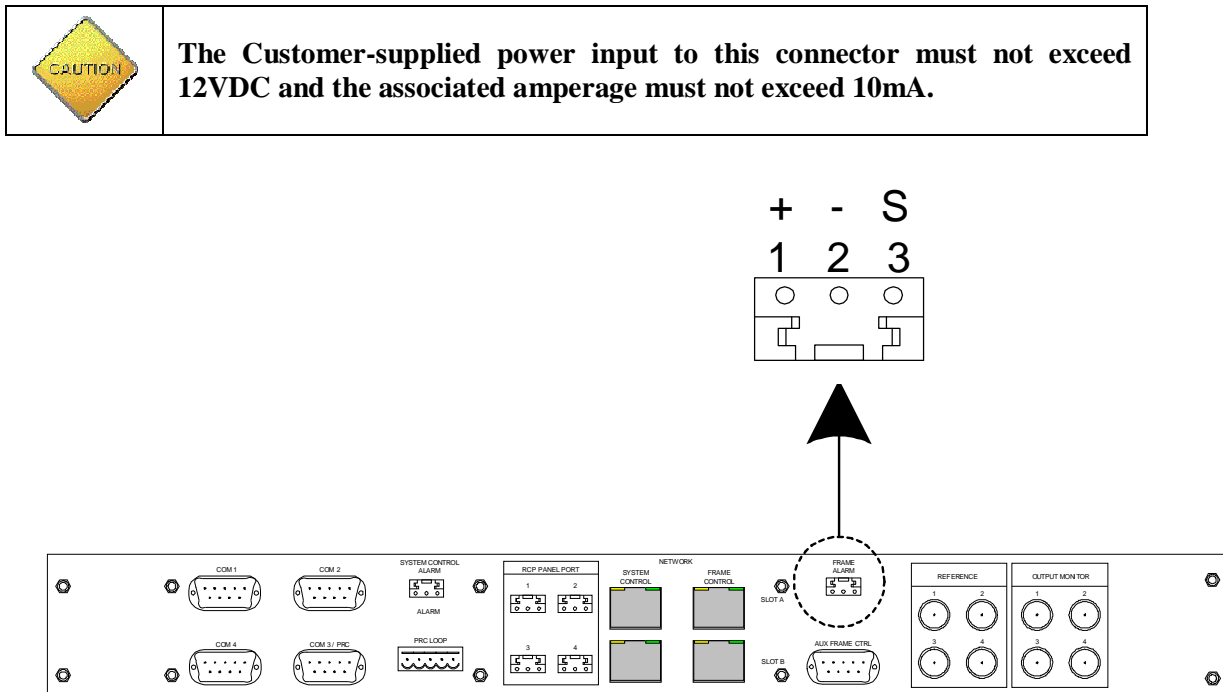 CAUTION
The Customer-supplied power input to this connector must not exceed
12VDC and the associated amperage must not exceed 10mA.
+ - S
1 2 3
COM 1
COM 2
SYSTEM CONTROL
ALARM
ALARM
RCP PANEL PORT
1 2
NETWORK
SYSTEM
CONTROL
FRAME
CONTROL
SLOT A
FRAME
ALARM
REFERENCE
1 2
OUTPUT MONITOR
1 2
COM 4
COM 3 / PRC
PRC LOOP
3 4
SLOT B
AUX FRAME CTRL
3 4
3 4